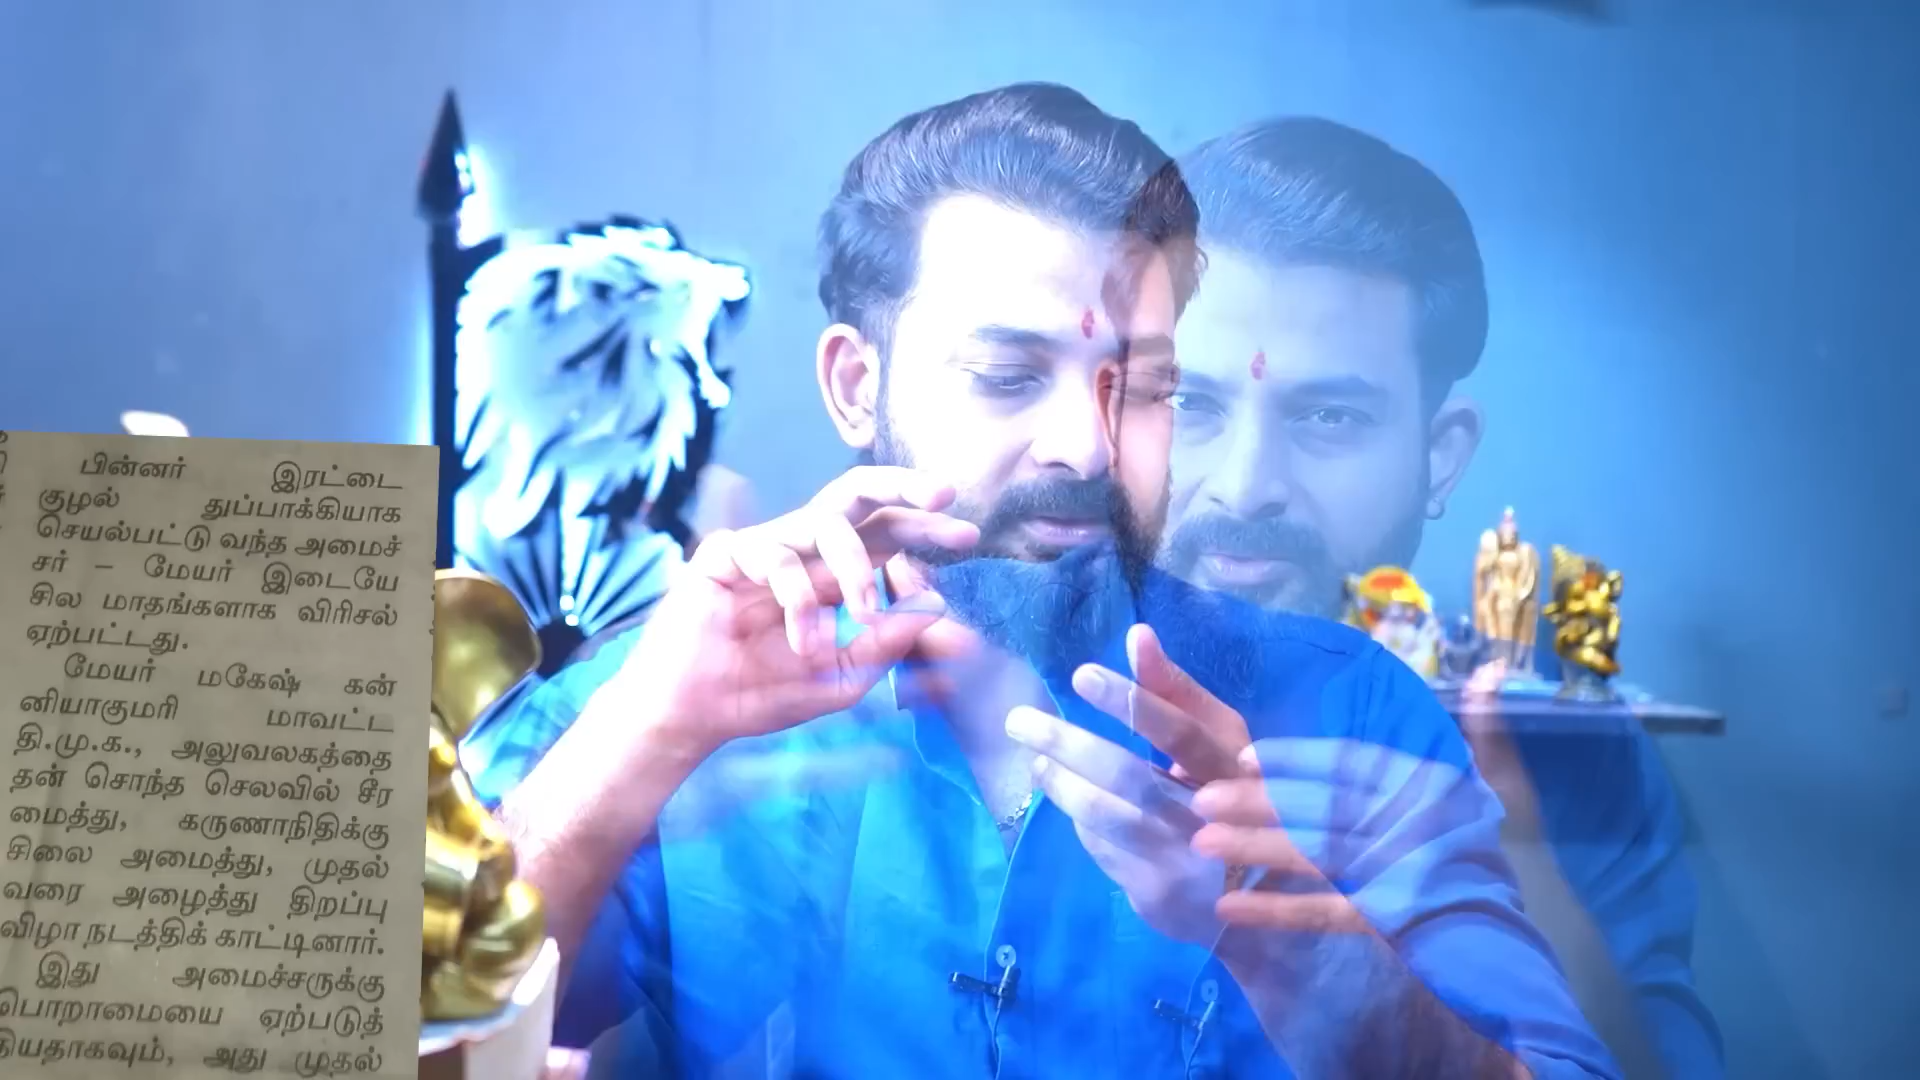 பின்னர் இரட்டை
குழல் துப்பாக்கியாக
செயல்பட்டு வந்த அமைச்
சர் – மேயர் இடையே
சில மாதங்களாக விரிசல்
ஏற்பட்டது.
மேயர் மகேஷ் கன்
னியாகுமரி மாவட்ட
தி.மு.க., அலுவலகத்தை
தன் சொந்த செலவில் சீர
மைத்து, கருணாநிதிக்கு
சிலை அமைத்து, முதல்
வரை அழைத்து திறப்பு
விழா நடத்திக் காட்டினார்.
இது அமைச்சருக்கு
பொறாமையை ஏற்படுத்
தியதாகவும், அது முதல்